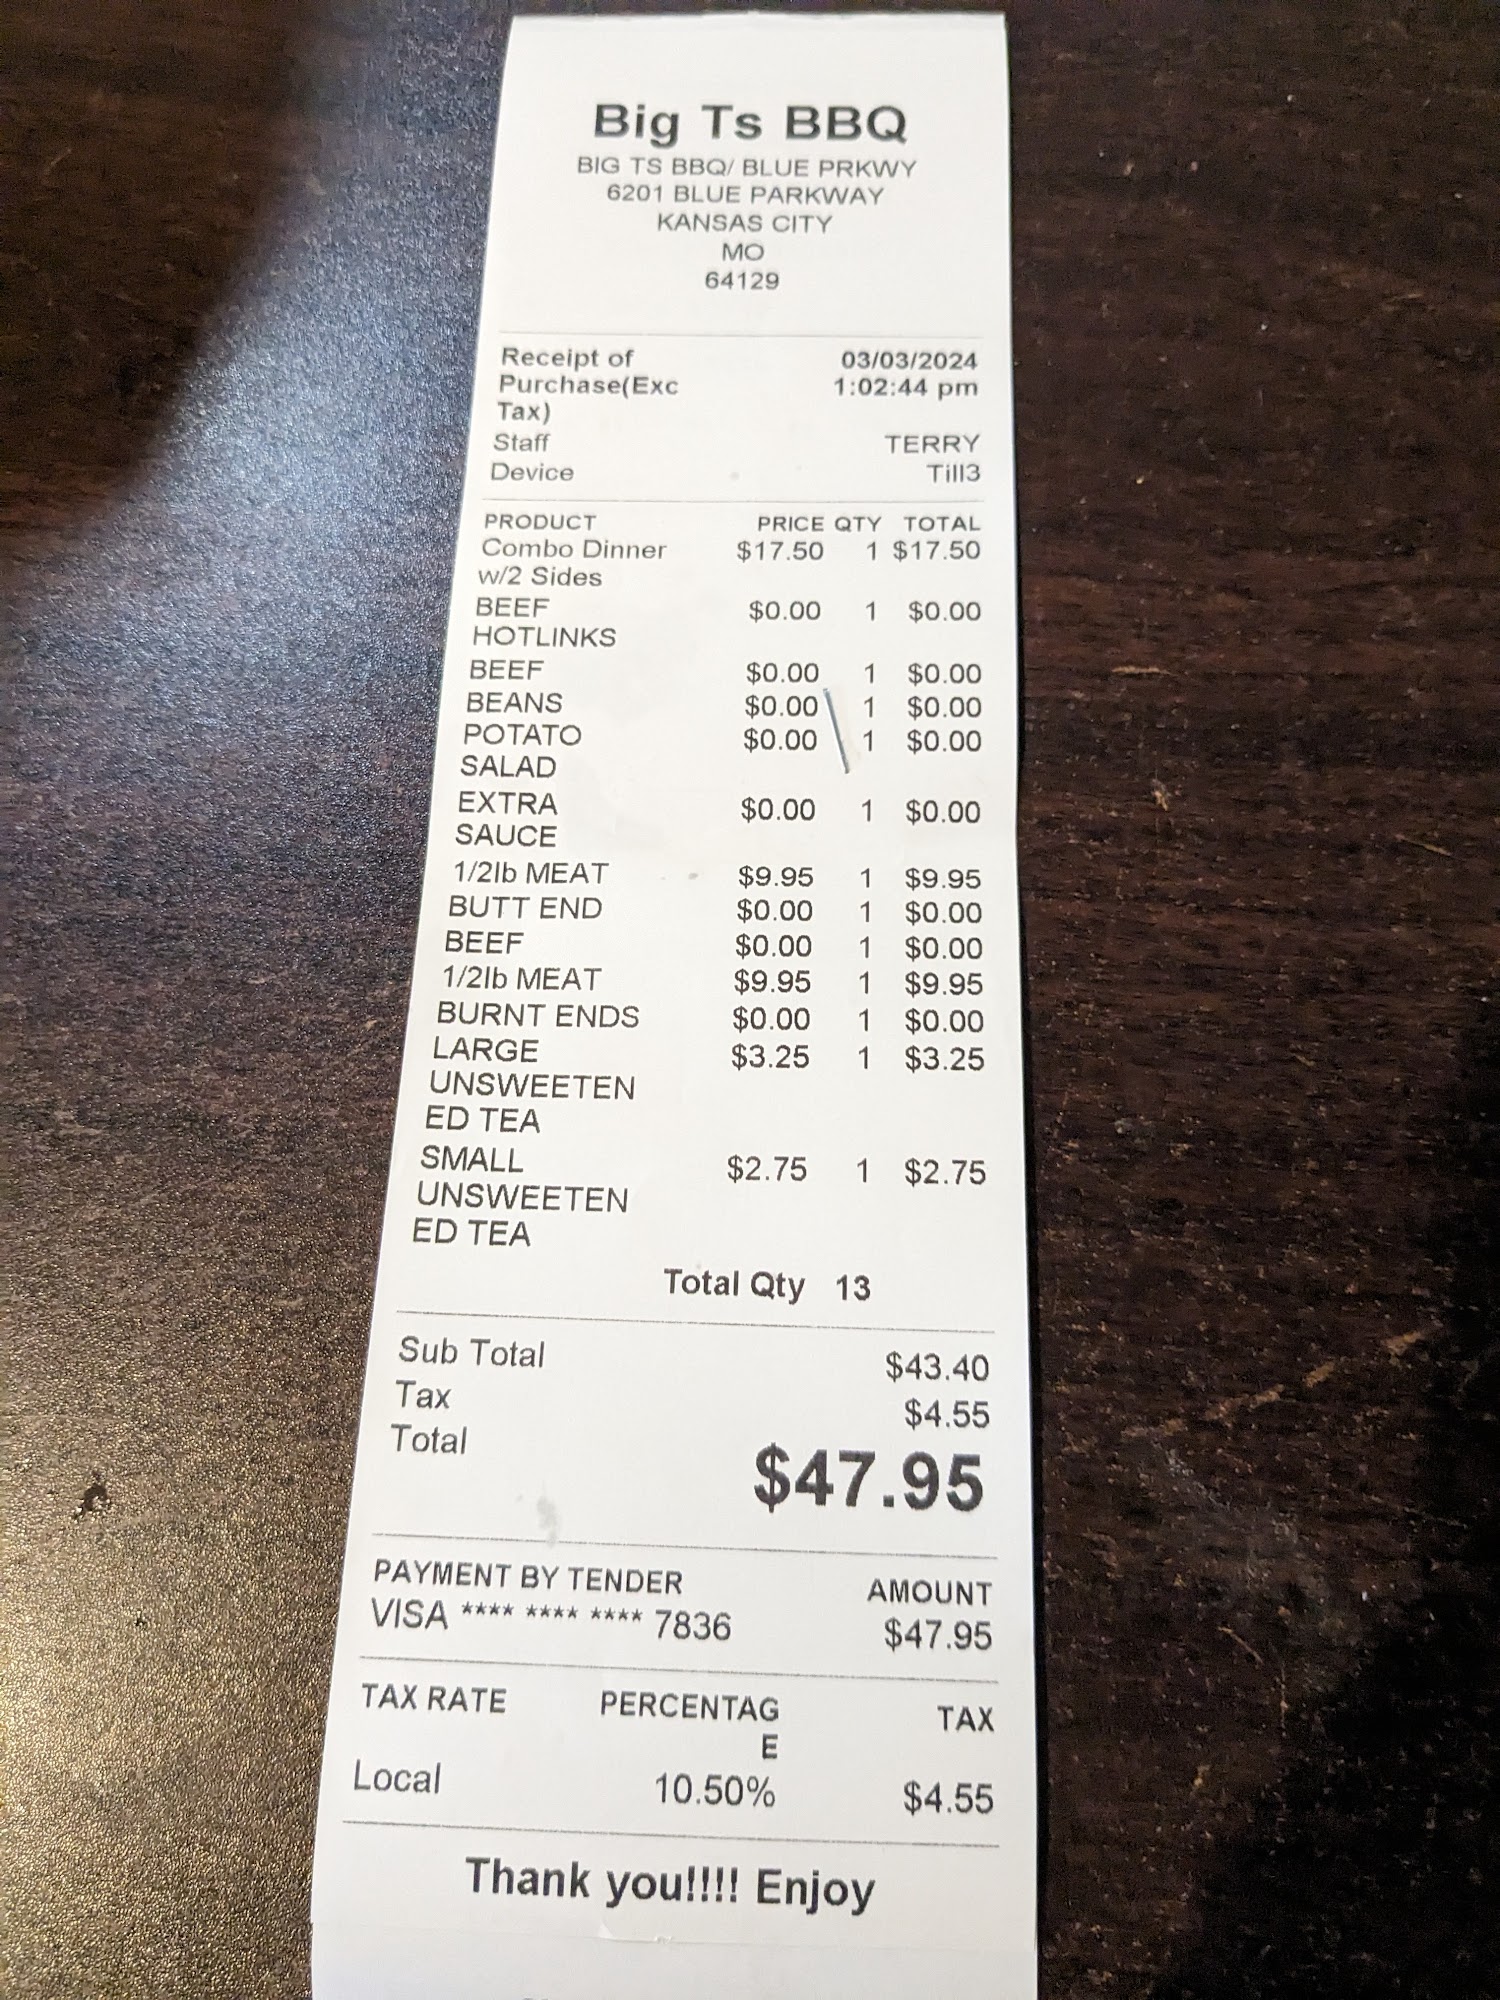 Big Ts BBQ
BIG TS BBQ/ BLUE PRKWY
6201 BLUE PARKWAY
KANSAS CITY
MO
64129
Receipt of 03/03/2024
Purchase(Exc 1:02:44 pm
Tax)
Staff TERRY
Device Till3
PRODUCT PRICE QTY TOTAL
Combo Dinner $17.50 1 $17.50
w/2 Sides
BEEF $0.00 1 $0.00
HOTLINKS
BEEF $0.00 1 $0.00
BEANS $0.00 1 $0.00
POTATO $0.00 1 $0.00
SALAD
EXTRA $0.00 1 $0.00
SAUCE
1/2lb MEAT $9.95 1 $9.95
BUTT END $0.00 1 $0.00
BEEF $0.00 1 $0.00
1/2lb MEAT $9.95 1 $9.95
BURNT ENDS $0.00 1 $0.00
LARGE $3.25 1 $3.25
UNSWEETEN
ED TEA
SMALL $2.75 1 $2.75
UNSWEETEN
ED TEA
Total Qty 13
Sub Total $43.40
Tax $4.55
Total $47.95
PAYMENT BY TENDER AMOUNT
VISA **** **** **** 7836 $47.95
TAX RATE PERCENTAG TAX
E
Local 10.50% $4.55
Thank you!!!! Enjoy